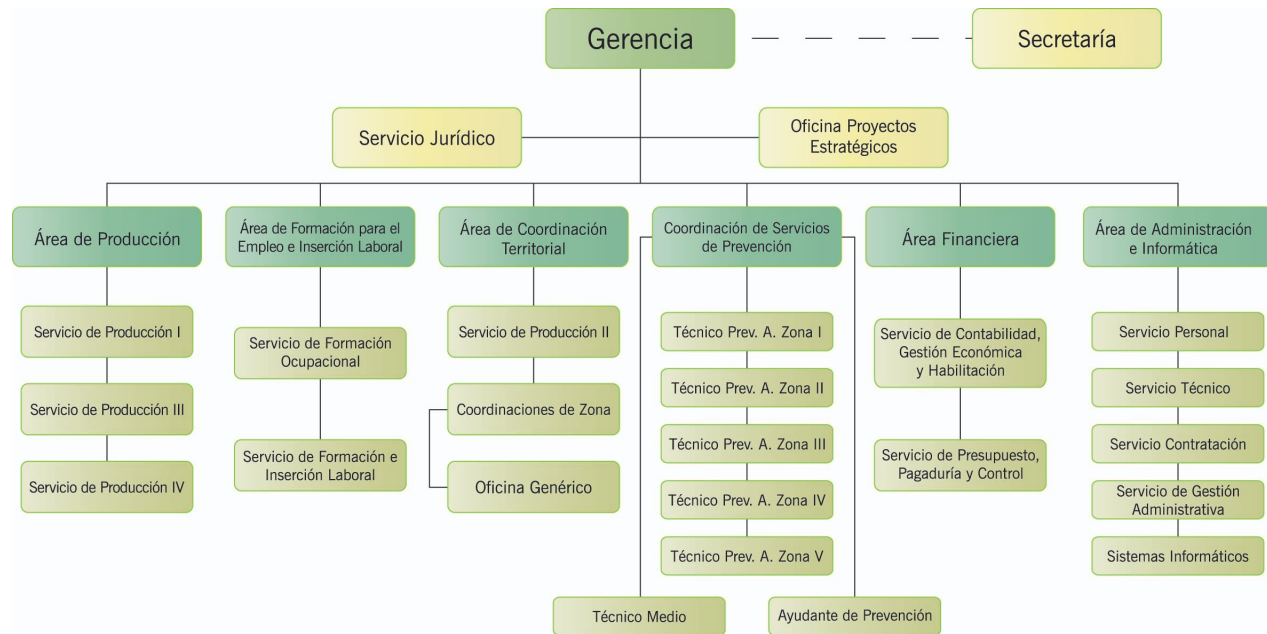 Gerencia
Secretaría
Servicio Jurídico
Oficina Proyectos
Estratégicos
Área de Producción
Área de Formación para el
Empleo e Inserción Laboral
Área de Coordinación
Territorial
Coordinación de Servicios
de Prevención
Área Financiera
Área de Administración
e Informática
Servicio de Producción I
Servicio de Producción III
Servicio de Producción IV
Servicio de Formación
Ocupacional
Servicio de Formación e
Inserción Laboral
Servicio de Producción II
Coordinaciones de Zona
Oficina Genérico
Técnico Prev. A. Zona I
Técnico Prev. A. Zona II
Técnico Prev. A. Zona III
Técnico Prev. A. Zona IV
Técnico Prev. A. Zona V
Técnico Medio
Ayudante de Prevención
Servicio de Contabilidad,
Gestión Económica
y Habilitación
Servicio de Presupuesto,
Pagaduría y Control
Servicio Personal
Servicio Técnico
Servicio Contratación
Servicio de Gestión
Administrativa
Sistemas Informáticos